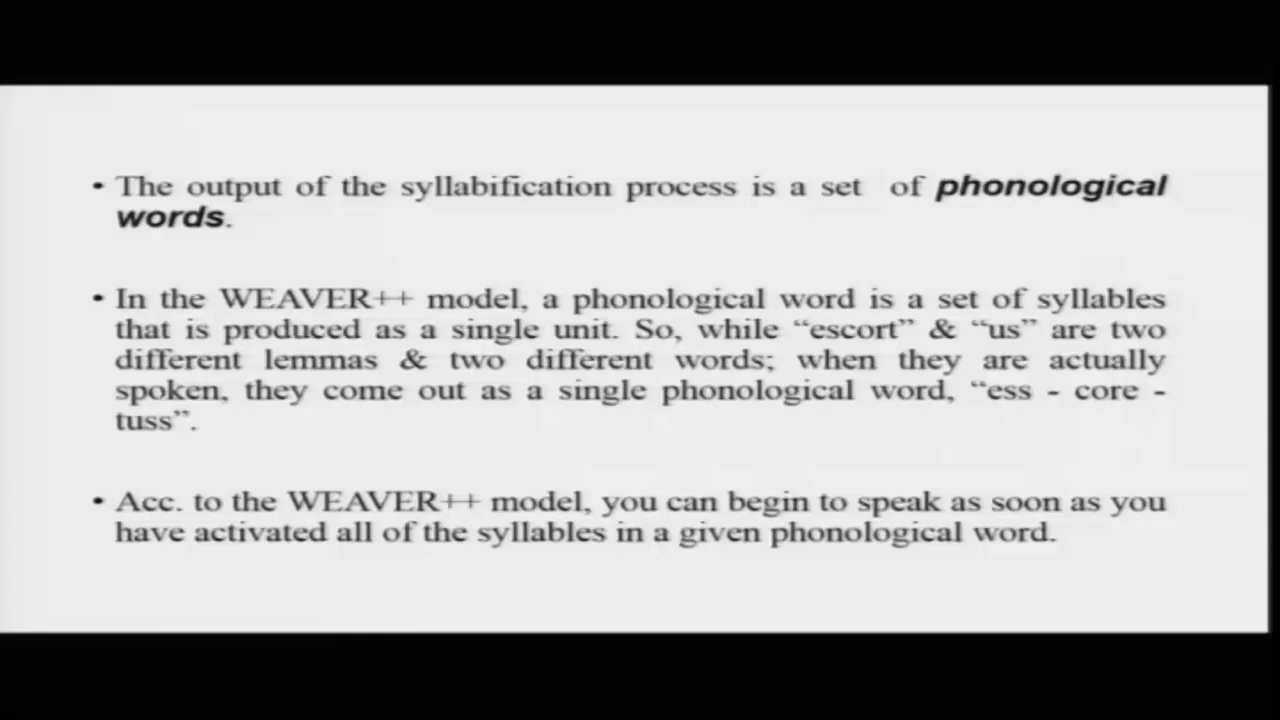 • The output of the syllabification process is a set of phonological
words.
• In the WEAVER++ model, a phonological word is a set of syllables
that is produced as a single unit. So, while “escort” & “us” are two
different lemmas & two different words; when they are actually
spoken, they come out as a single phonological word, “ess - core -
tuss”.
• Acc. to the WEAVER++ model, you can begin to speak as soon as you
have activated all of the syllables in a given phonological word.